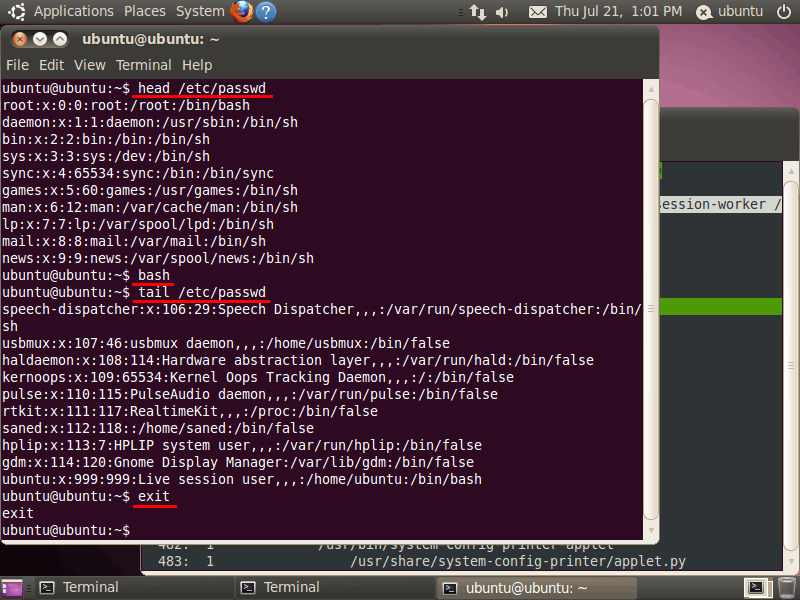 Applications Places System ? Thu Jul 21, 1:01 PM ubuntu
ubuntu@ubuntu: ~
File Edit View Terminal Help
ubuntu@ubuntu:~$ head /etc/passwd
root:x:0:0:root:/root:/bin/bash
daemon:x:1:1:daemon:/usr/sbin:/bin/sh
bin:x:2:2:bin:/bin:/bin/sh
sys:x:3:3:sys:/dev:/bin/sh
sync:x:4:65534:sync:/bin:/bin/sync
games:x:5:60:games:/usr/games:/bin/sh
man:x:6:12:man:/var/cache/man:/bin/sh
lp:x:7:7:lp:/var/spool/lpd:/bin/sh
mail:x:8:8:mail:/var/mail:/bin/sh
news:x:9:9:news:/var/spool/news:/bin/sh
ubuntu@ubuntu:~$ bash
ubuntu@ubuntu:~$ tail /etc/passwd
speech-dispatcher:x:106:29:Speech Dispatcher,,,:/var/run/speech-dispatcher:/bin/
sh
usbmux:x:107:46:usbmux daemon,,,:/home/usbmux:/bin/false
haldaemon:x:108:114:Hardware abstraction layer,,,:/var/run/hald:/bin/false
kernoops:x:109:65534:Kernel Oops Tracking Daemon,,,:/:/bin/false
pulse:x:110:115:PulseAudio daemon,,,:/var/run/pulse:/bin/false
rtkit:x:111:117:RealtimeKit,,,:/proc:/bin/false
saned:x:112:118::/home/saned:/bin/false
hplip:x:113:7:HPLIP system user,,,:/var/run/hplip:/bin/false
gdm:x:114:120:Gnome Display Manager:/var/lib/gdm:/bin/false
ubuntu:x:999:999:Live session user,,,:/home/ubuntu:/bin/bash
ubuntu@ubuntu:~$ exit
exit
ubuntu@ubuntu:~$
session-worker /
482: 1 /usr/bin/system-config-printer-applet
483: 1 /usr/share/system-config-printer/applet.py
Terminal Terminal ubuntu@ubuntu: ~